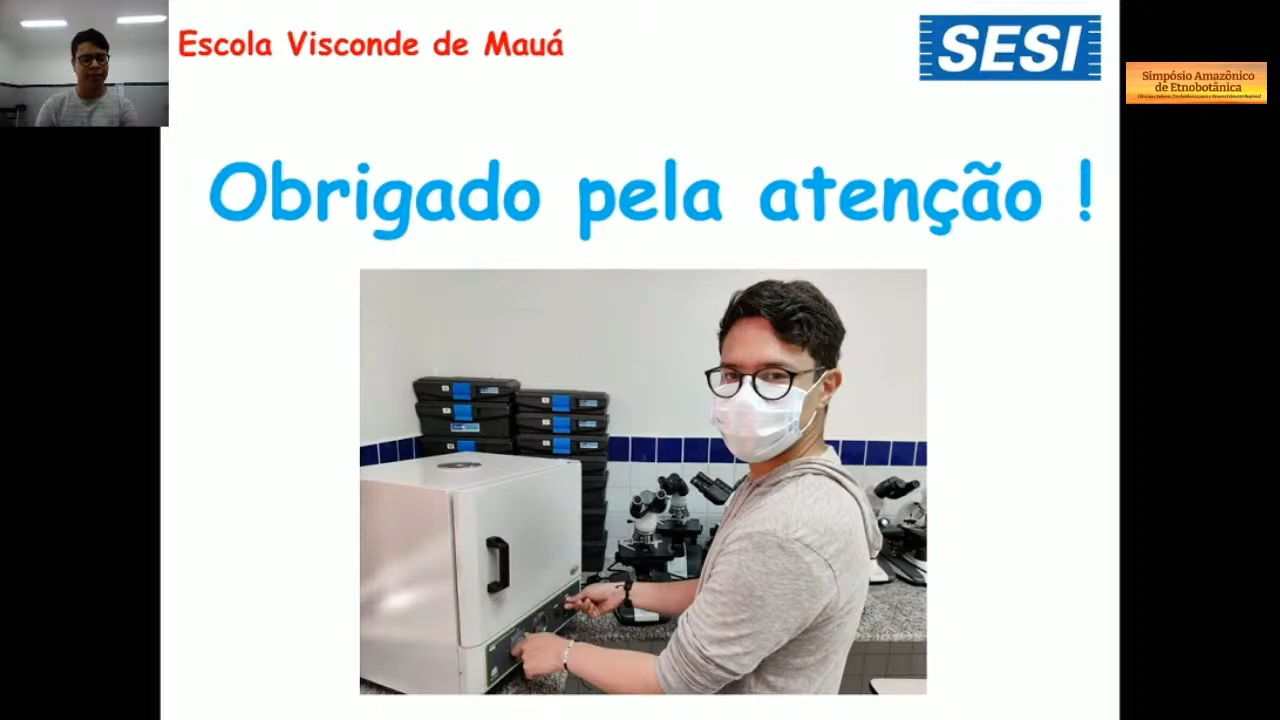 Escola Visconde de Mauá
SESI
Simpósio Amazônico
de Etnobotânica
Obrigado pela atenção !